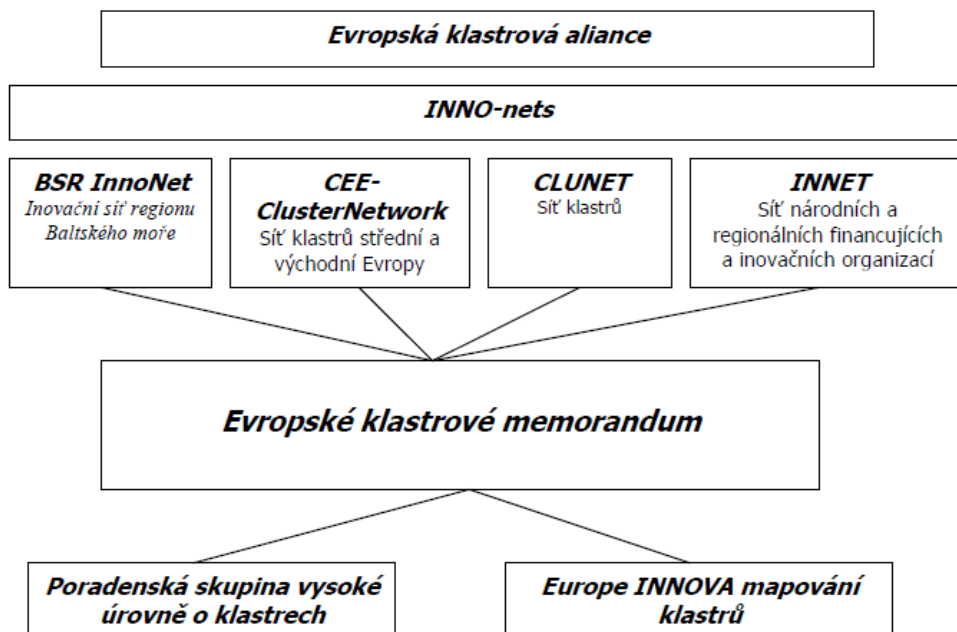 Evropská klastrová aliance
INNO-nets
BSR InnoNet
Inovační síť regionu
Baltského moře
CEE-
ClusterNetwork
Síť klastrů střední a
východní Evropy
CLUNET
Síť klastrů
INNET
Síť národních a
regionálních financujících
a inovačních organizací
Evropské klastrové memorandum
Poradenská skupina vysoké
úrovně o klastrech
Europe INNOVA mapování
klastrů